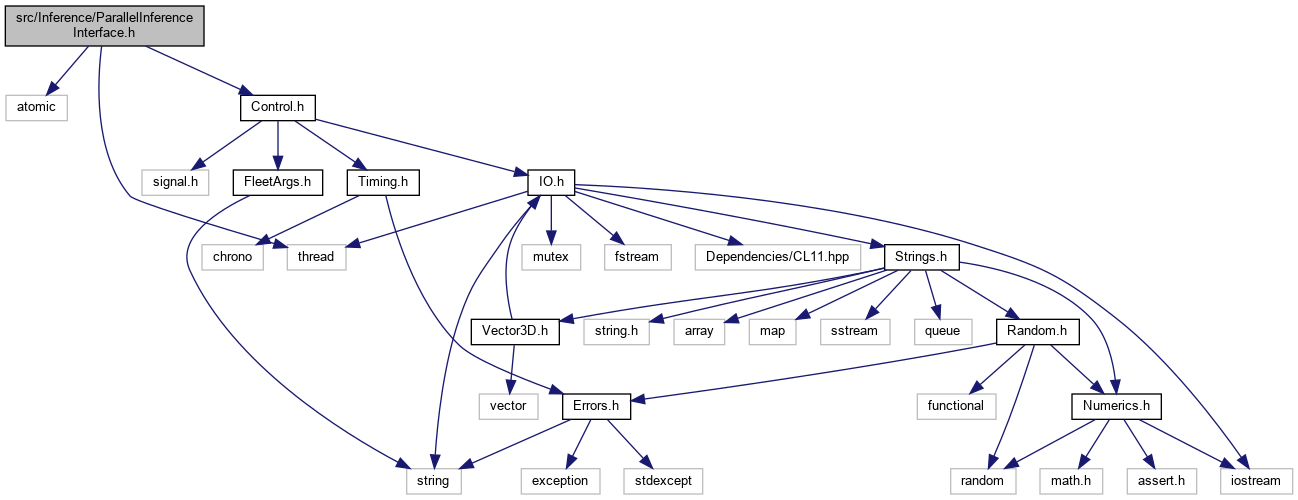 src/Inference/ParallelInference
Interface.h
atomic
Control.h
signal.h
FleetArgs.h
Timing.h
IO.h
chrono
thread
mutex
fstream
Dependencies/CL11.hpp
Strings.h
Vector3D.h
string.h
array
map
sstream
queue
Random.h
vector
Errors.h
functional
Numerics.h
string
exception
stdexcept
random
math.h
assert.h
iostream